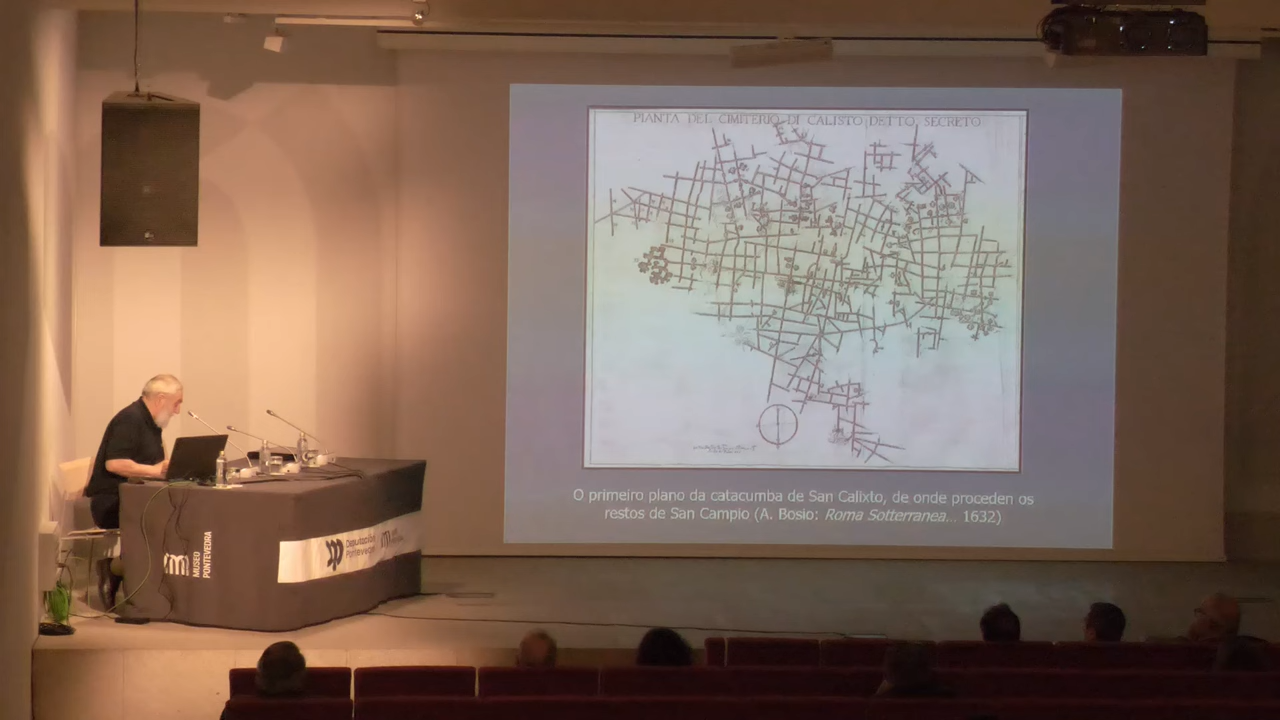 PIANTA DEL CIMITERIO DI CALISTO DETTO SECRETO
O primeiro plano da catacumba de San Calixto, de onde proceden os
restos de San Campio (A. Bosio: Roma Sotterranea... 1632)
MUSEO
PONTEVEDRA
Deputación
Pontevedra